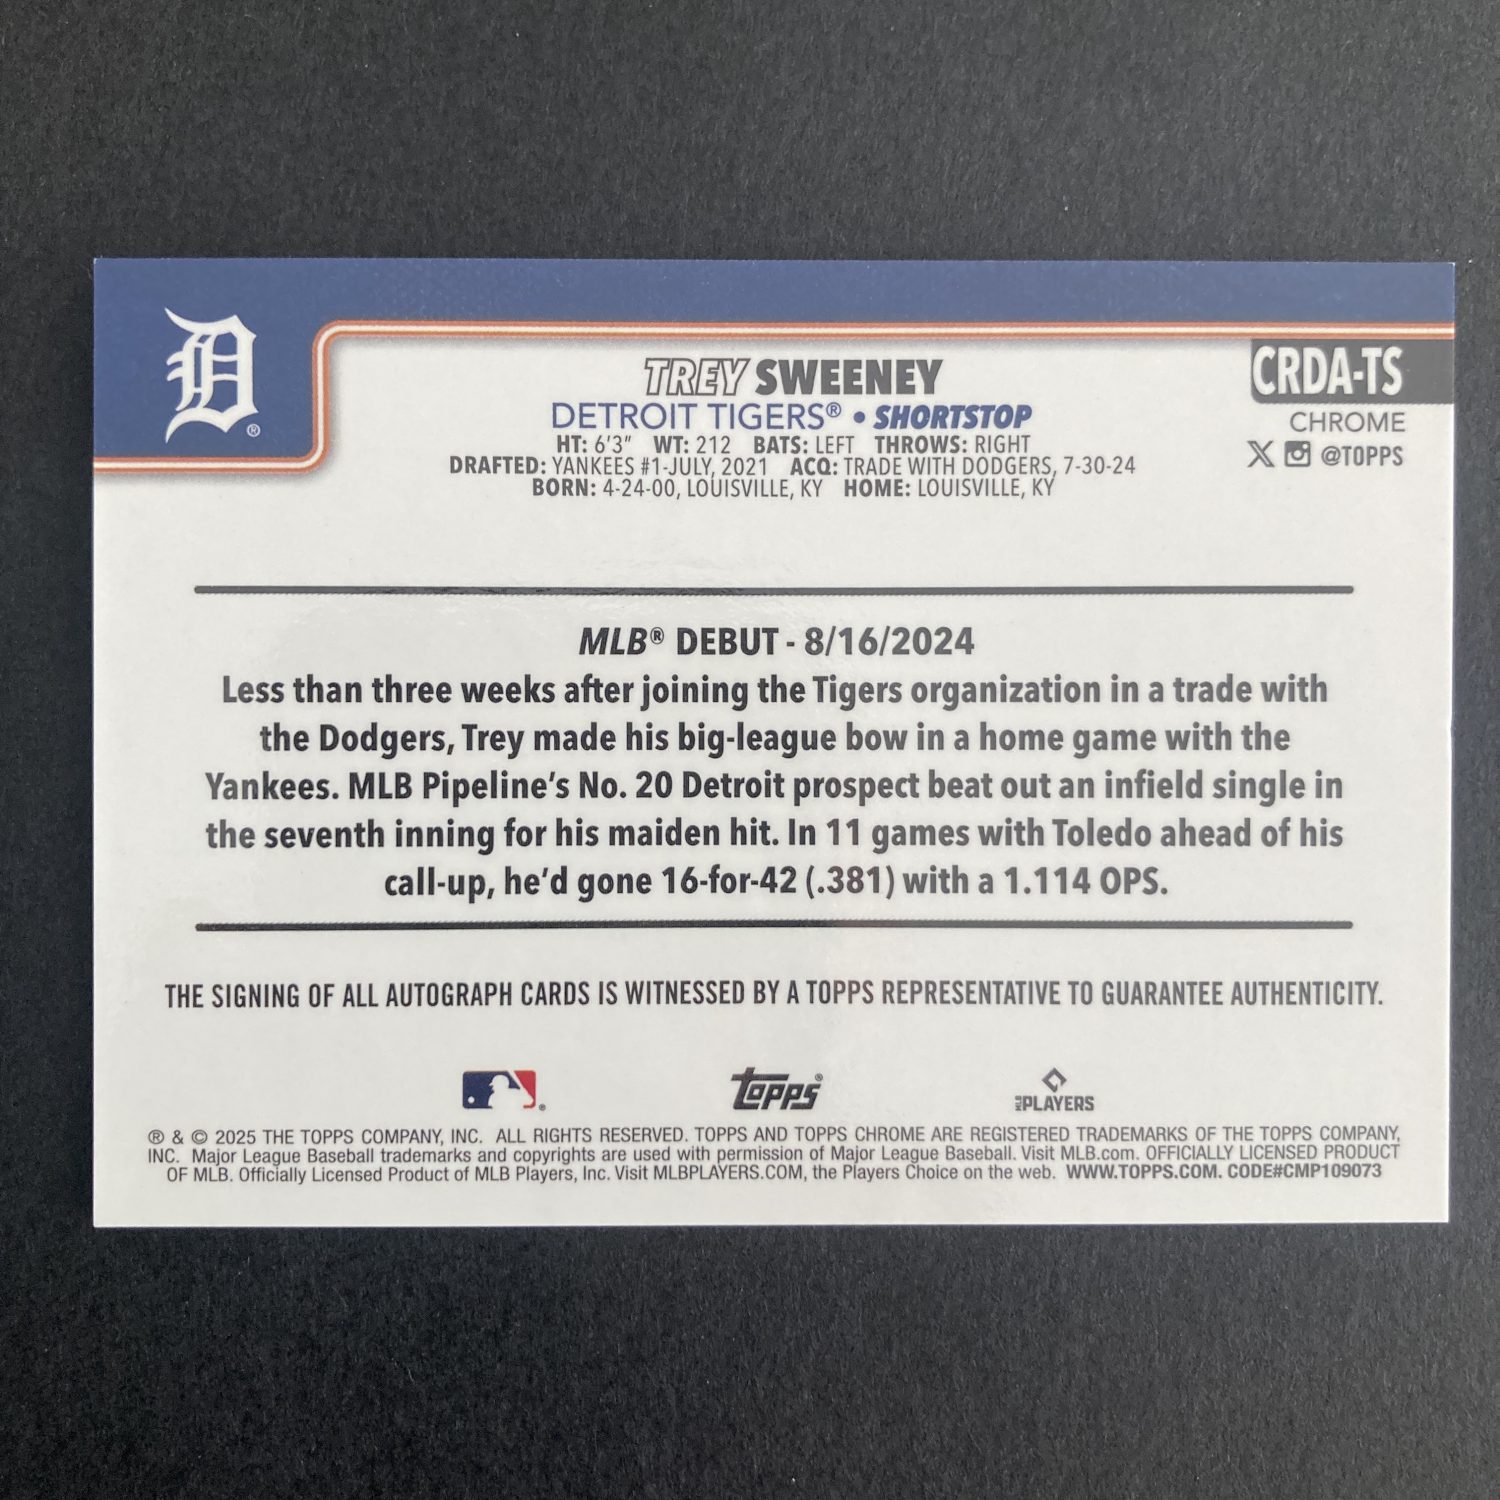 D®
TREY SWEENEY
DETROIT TIGERS® • SHORTSTOP
HT: 6'3" WT: 212 BATS: LEFT THROWS: RIGHT
DRAFTED: YANKEES #1-JULY, 2021 ACQ: TRADE WITH DODGERS, 7-30-24
BORN: 4-24-00, LOUISVILLE, KY HOME: LOUISVILLE, KY
CRDA-TS
CHROME
X @TOPPS
MLB® DEBUT - 8/16/2024
Less than three weeks after joining the Tigers organization in a trade with
the Dodgers, Trey made his big-league bow in a home game with the
Yankees. MLB Pipeline's No. 20 Detroit prospect beat out an infield single in
the seventh inning for his maiden hit. In 11 games with Toledo ahead of his
call-up, he'd gone 16-for-42 (.381) with a 1.114 OPS.
THE SIGNING OF ALL AUTOGRAPH CARDS IS WITNESSED BY A TOPPS REPRESENTATIVE TO GUARANTEE AUTHENTICITY.
topps® MLB PLAYERS
® & © 2025 THE TOPPS COMPANY, INC. ALL RIGHTS RESERVED. TOPPS AND TOPPS CHROME ARE REGISTERED TRADEMARKS OF THE TOPPS COMPANY,
INC. Major League Baseball trademarks and copyrights are used with permission of Major League Baseball. Visit MLB.com. OFFICIALLY LICENSED PRODUCT
OF MLB. Officially Licensed Product of MLB Players, Inc. Visit MLBPLAYERS.COM, the Players Choice on the web. WWW.TOPPS.COM. CODE#CMP109073